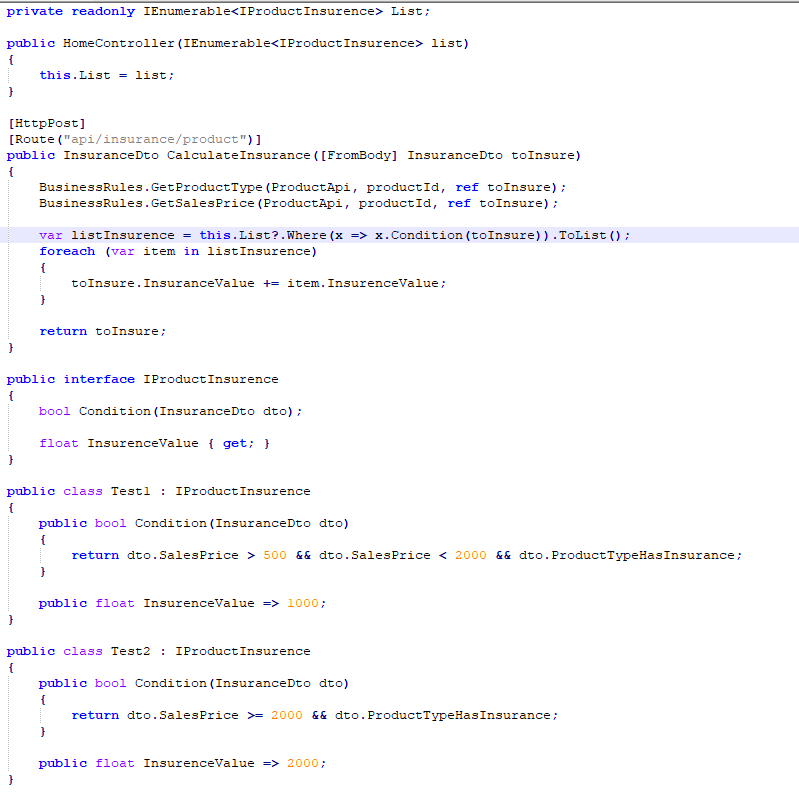 private readonly IEnumerable<IProductInsurence> List;
public HomeController(IEnumerable<IProductInsurence> list)
{
this.List = list;
}
[HttpPost]
[Route("api/insurance/product")]
public InsuranceDto CalculateInsurance([FromBody] InsuranceDto toInsure)
{
BusinessRules.GetProductType(ProductApi, productId, ref toInsure);
BusinessRules.GetSalesPrice(ProductApi, productId, ref toInsure);
var listInsurence = this.List?.Where(x => x.Condition(toInsure)).ToList();
foreach (var item in listInsurence)
{
toInsure.InsuranceValue += item.InsurenceValue;
}
return toInsure;
}
public interface IProductInsurence
{
bool Condition(InsuranceDto dto);
float InsurenceValue { get; }
}
public class Test1 : IProductInsurence
{
public bool Condition(InsuranceDto dto)
{
return dto.SalesPrice > 500 && dto.SalesPrice < 2000 && dto.ProductTypeHasInsurance;
}
public float InsurenceValue => 1000;
}
public class Test2 : IProductInsurence
{
public bool Condition(InsuranceDto dto)
{
return dto.SalesPrice >= 2000 && dto.ProductTypeHasInsurance;
}
public float InsurenceValue => 2000;
}